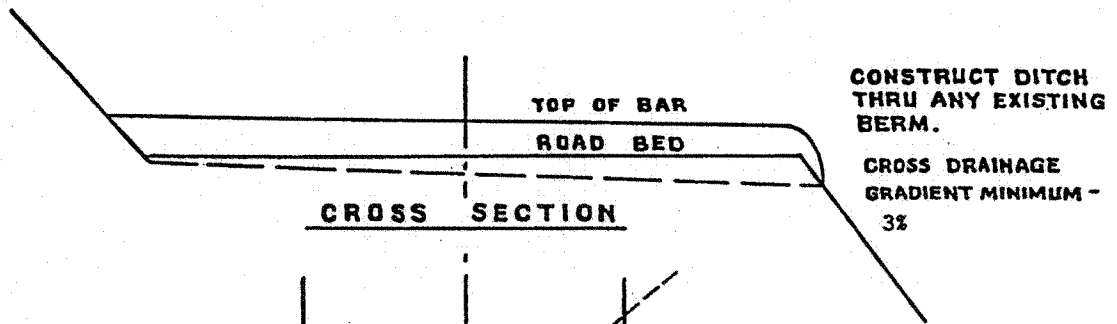 TOP OF BAR
ROAD BED
CROSS SECTION
CONSTRUCT DITCH
THRU ANY EXISTING
BERM.
CROSS DRAINAGE
GRADIENT MINIMUM -
3%